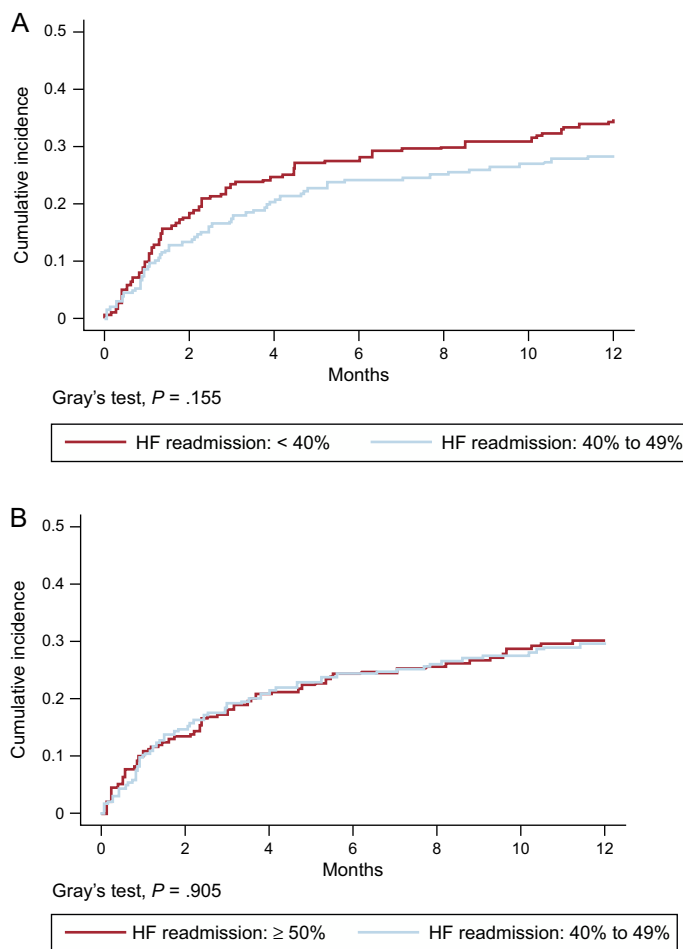 A
0.5
0.4
0.3
0.2
0.1
0
Cumulative incidence
0 2 4 6 8 10 12
Months
Gray's test, P = .155
HF readmission: < 40% HF readmission: 40% to 49%
B
0.5
0.4
0.3
0.2
0.1
0
Cumulative incidence
0 2 4 6 8 10 12
Months
Gray's test, P = .905
HF readmission: ≥ 50% HF readmission: 40% to 49%